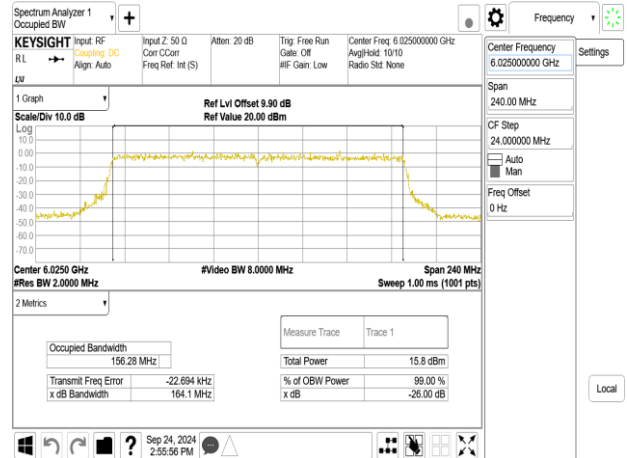 Spectrum Analyzer 1
Occupied BW
Frequency
KEYSIGHT
RL
Input: RF
Coupling: DC
Align: Auto
Input Z: 50 Ω
Corr CCorr
Freq Ref: Int (S)
Atten: 20 dB
Trig: Free Run
Gate: Off
#IF Gain: Low
Center Freq: 6.025000000 GHz
Avg|Hold: 10/10
Radio Std: None
Center Frequency
6.025000000 GHz
Settings
Span
240.00 MHz
CF Step
24.000000 MHz
Auto
Man
Freq Offset
0 Hz
Local
1 Graph
Scale/Div 10.0 dB
Ref Lvl Offset 9.90 dB
Ref Value 20.00 dBm
Log
10.0
0.00
-10.0
-20.0
-30.0
-40.0
-50.0
-60.0
-70.0
Center 6.0250 GHz
#Res BW 2.0000 MHz
#Video BW 8.0000 MHz
Span 240 MHz
Sweep 1.00 ms (1001 pts)
2 Metrics
Measure Trace Trace 1
Occupied Bandwidth
156.28 MHz
Total Power 15.8 dBm
Transmit Freq Error -22.694 kHz
% of OBW Power 99.00 %
x dB Bandwidth 164.1 MHz
x dB -26.00 dB
?
Sep 24, 2024
2:55:56 PM